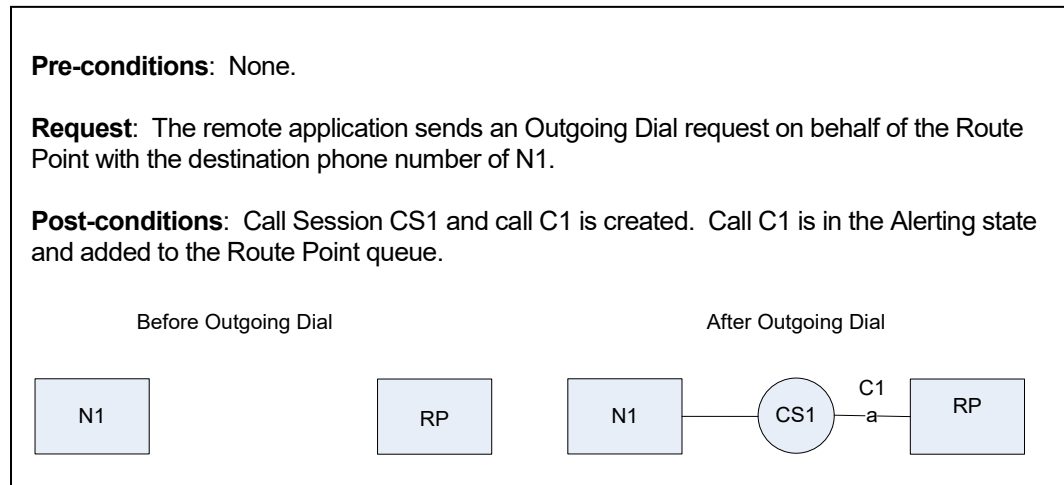 Pre-conditions: None.
Request: The remote application sends an Outgoing Dial request on behalf of the Route
Point with the destination phone number of N1.
Post-conditions: Call Session CS1 and call C1 is created. Call C1 is in the Alerting state
and added to the Route Point queue.
Before Outgoing Dial
After Outgoing Dial
N1
RP
N1
CS1
C1
a
RP